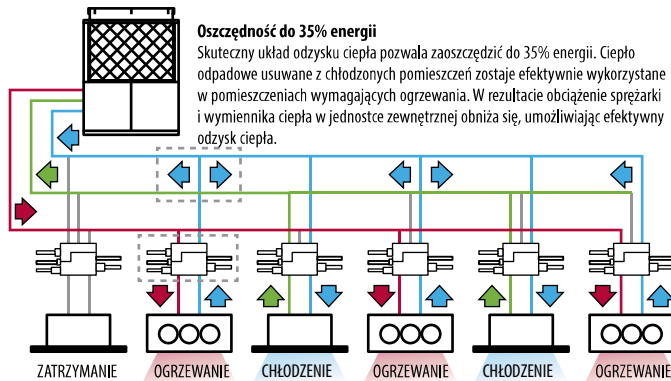 Oszczędność do 35% energii
Skuteczny układ odzysku ciepła pozwala zaoszczędzić do 35% energii. Ciepło
odpadowe usuwane z chłodzonych pomieszczeń zostaje efektywnie wykorzystane
w pomieszczeniach wymagających ogrzewania. W rezultacie obciążenie sprężarki
i wymiennika ciepła w jednostce zewnętrznej obniża się, umożliwiając efektywny
odzysk ciepła.
ZATRZYMANIE OGRZEWANIE CHŁODZENIE OGRZEWANIE CHŁODZENIE OGRZEWANIE